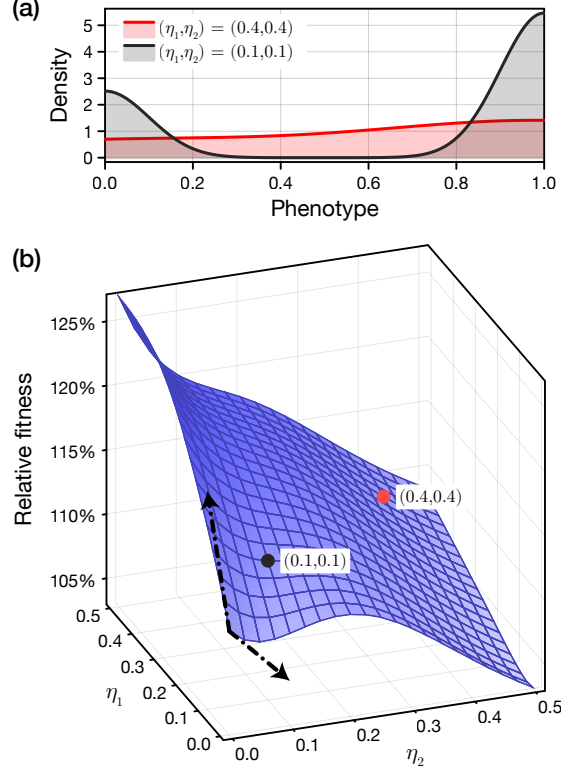 (a)
Density
5
4
3
2
1
0
(η₁,η₂) = (0.4,0.4)
(η₁,η₂) = (0.1,0.1)
0.0 0.2 0.4 0.6 0.8 1.0
Phenotype
(b)
Relative fitness
125%
120%
115%
110%
105%
(0.4,0.4)
(0.1,0.1)
0.5
0.4
0.3
0.2
0.1
0.0
η₁
0.0 0.1 0.2 0.3 0.4 0.5
η₂